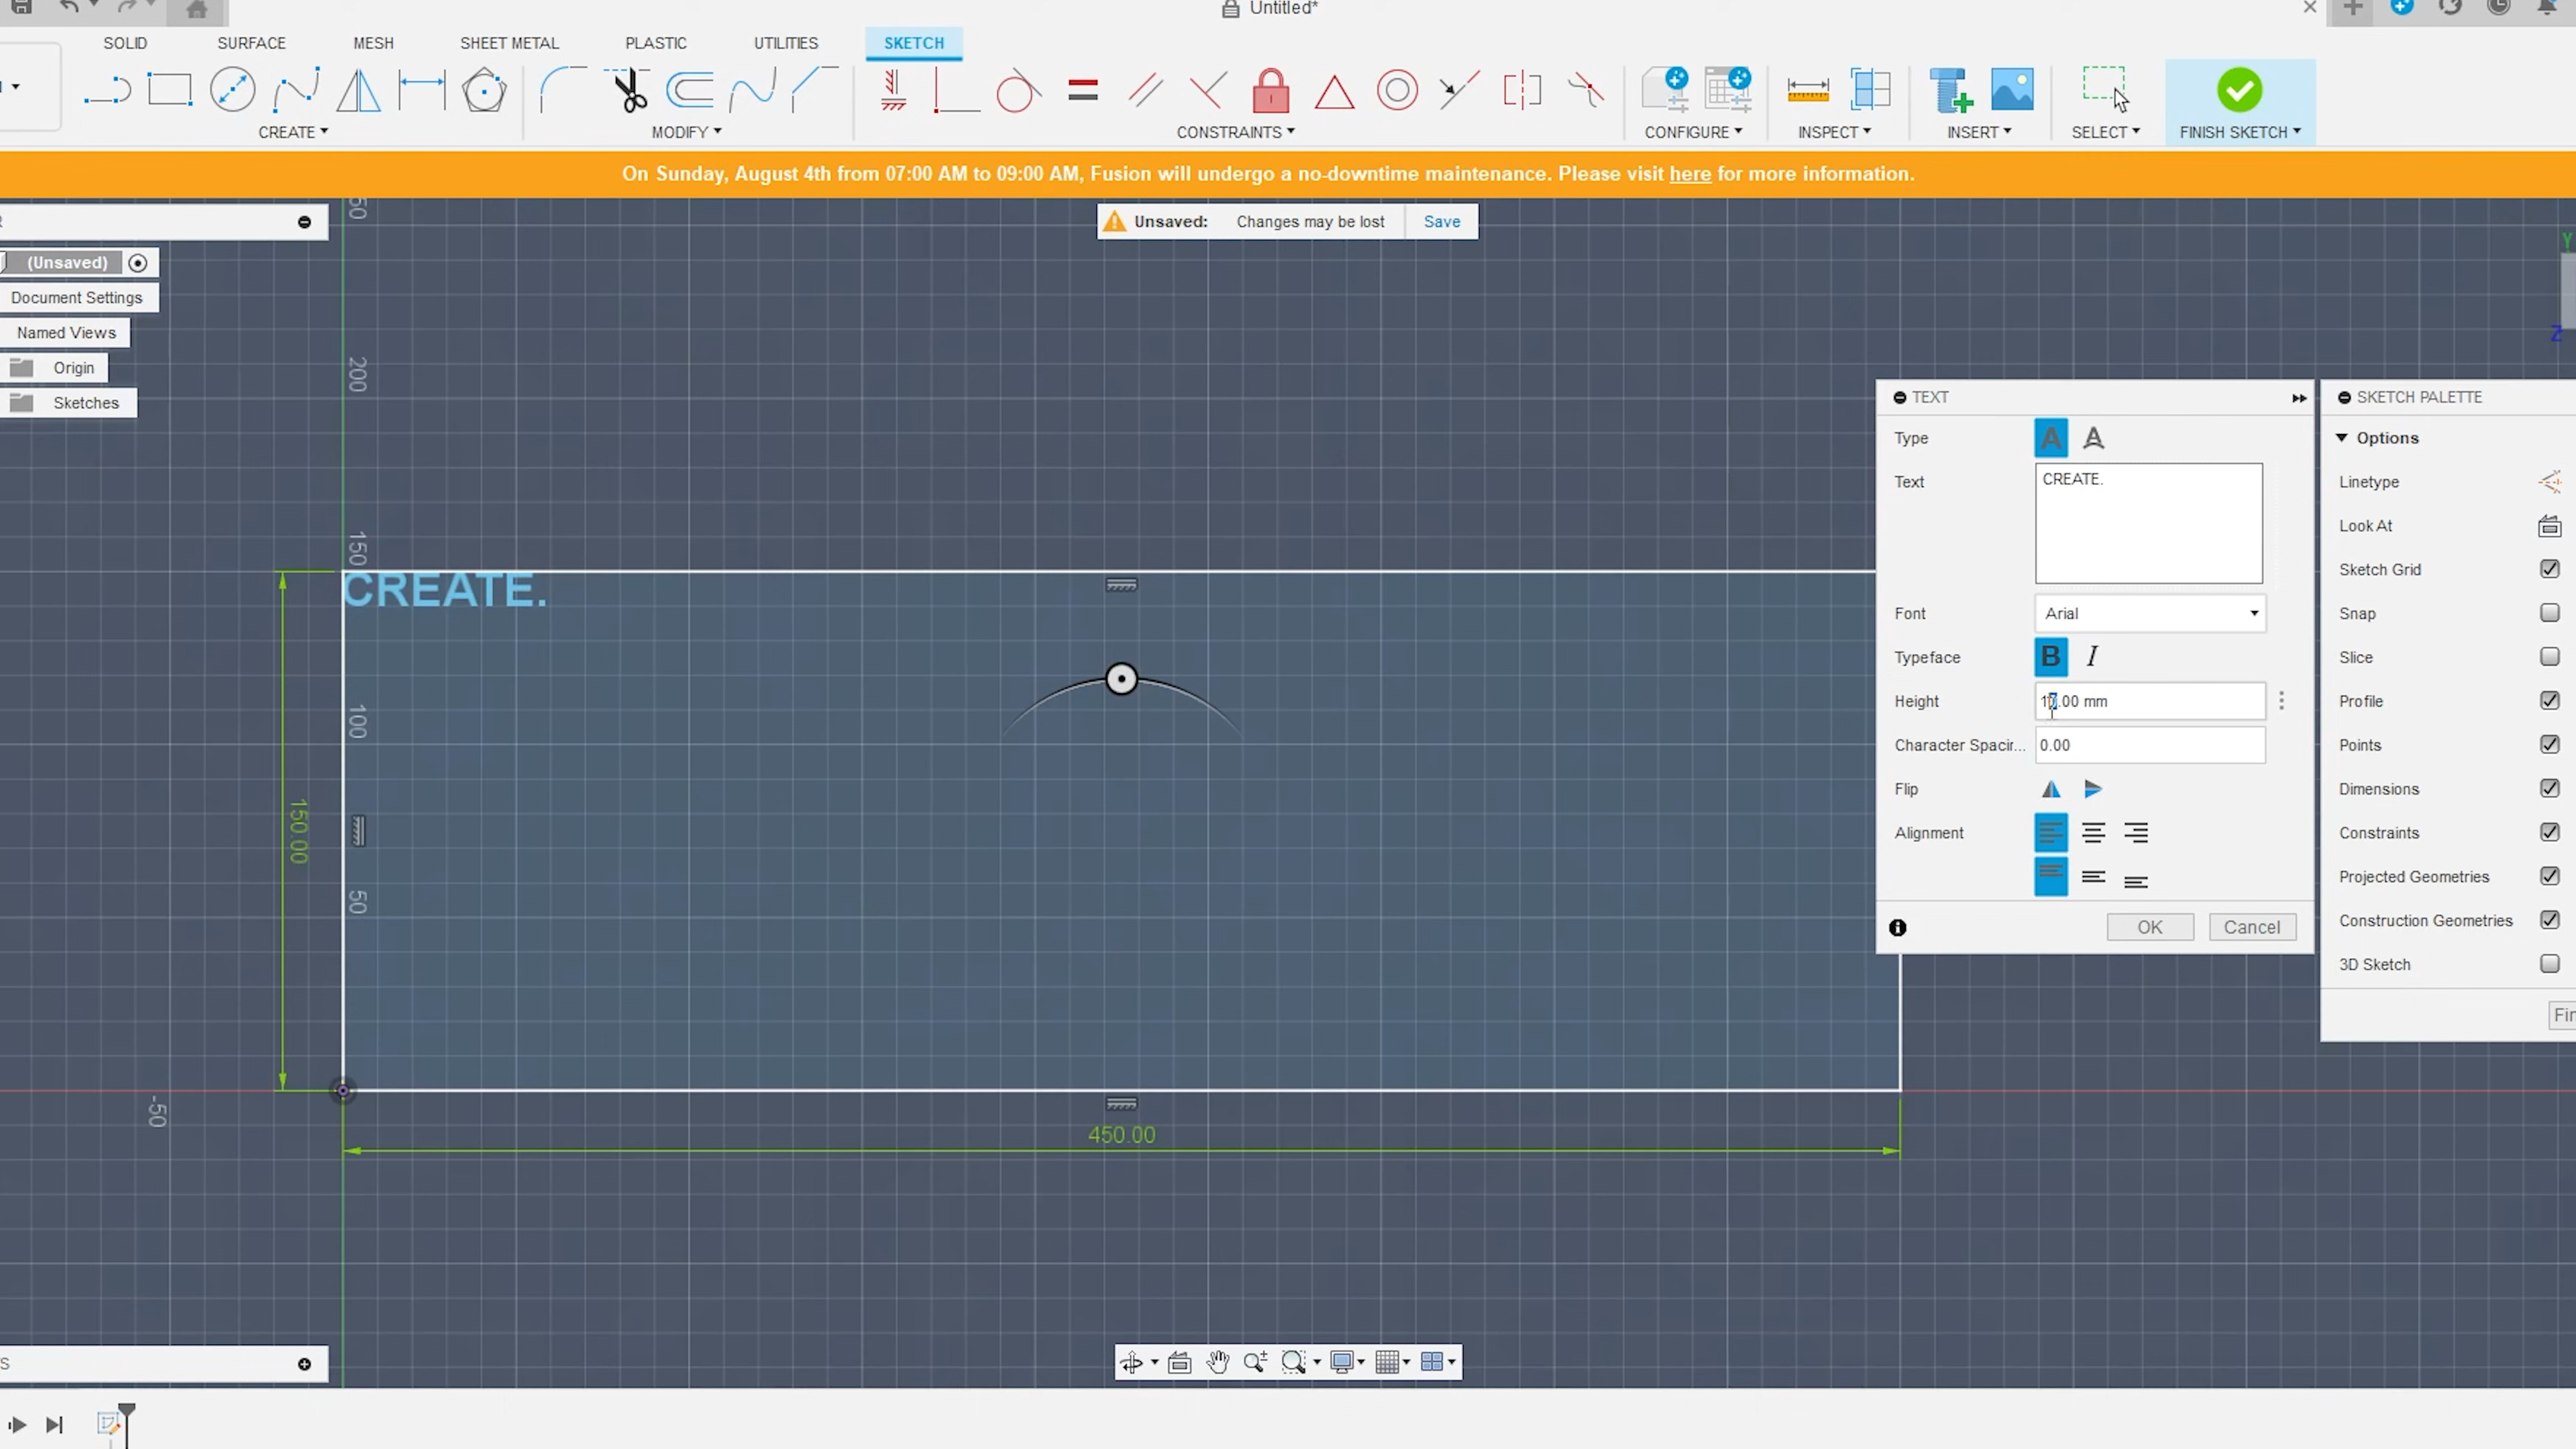 Untitled*
SOLID SURFACE MESH SHEET METAL PLASTIC UTILITIES SKETCH
CREATE MODIFY CONSTRAINTS CONFIGURE INSPECT INSERT SELECT FINISH SKETCH
On Sunday, August 4th from 07:00 AM to 09:00 AM, Fusion will undergo a no-downtime maintenance. Please visit here for more information.
Unsaved: Changes may be lost Save
(Unsaved)
Document Settings
Named Views
Origin
Sketches
Y
Z
200
150
100
50
-50
CREATE.
150.00
450.00
TEXT
Type
Text CREATE.
Font Arial
Typeface B I
Height
Character Spacir... 0.00
Flip
Alignment
OK Cancel
SKETCH PALETTE
Options
Linetype
Look At
Sketch Grid
Snap
Slice
Profile
Points
Dimensions
Constraints
Projected Geometries
Construction Geometries
3D Sketch